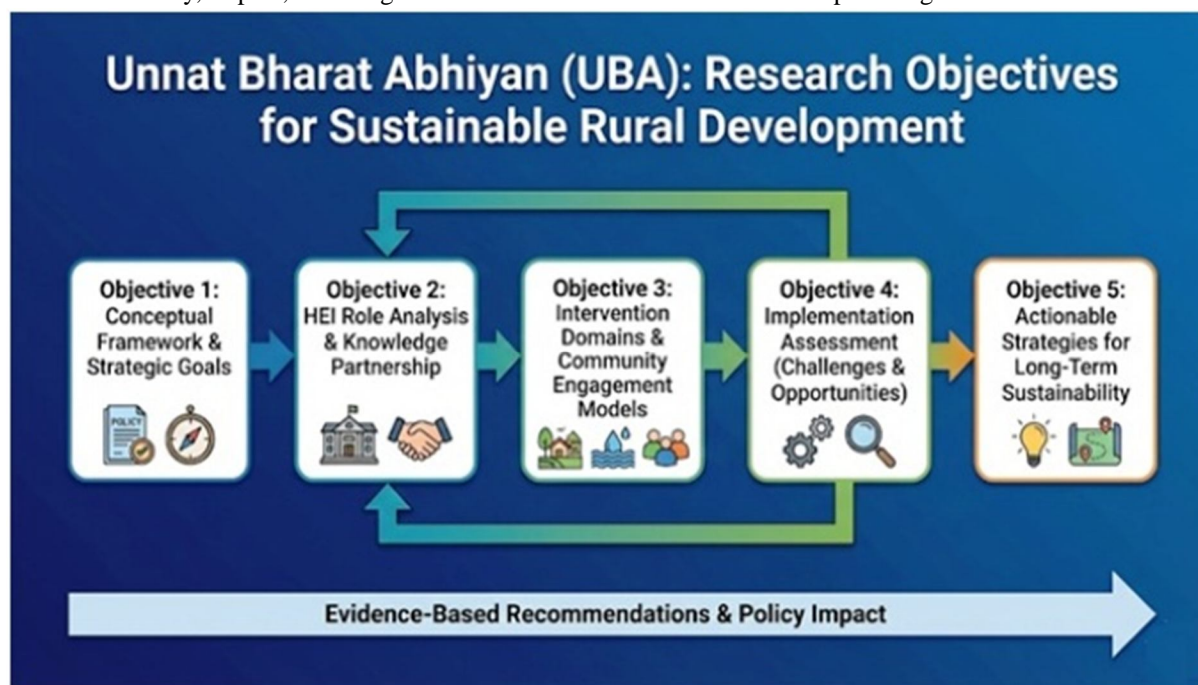 Unnat Bharat Abhiyan (UBA): Research Objectives
for Sustainable Rural Development
Objective 1:
Conceptual
Framework &
Strategic Goals
POLICY
Objective 2:
HEI Role Analysis
& Knowledge
Partnership
Objective 3:
Intervention
Domains &
Community
Engagement
Models
Objective 4:
Implementation
Assessment
(Challenges &
Opportunities)
Objective 5:
Actionable
Strategies for
Long-Term
Sustainability
Evidence-Based Recommendations & Policy Impact